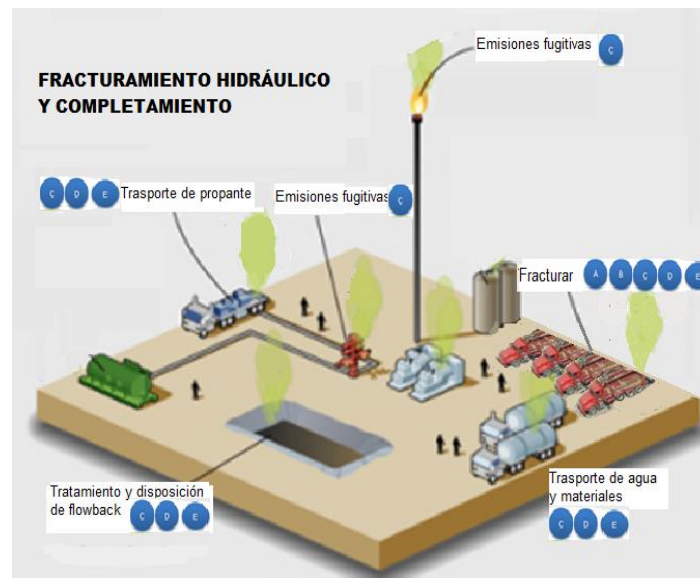 FRACTURAMIENTO HIDRÁULICO
Y COMPLETAMIENTO
Emisiones fugitivas C
C D E Trasporte de propante
Emisiones fugitivas C
Fracturar A B C D E
Tratamiento y disposición
de flowback C D E
Trasporte de agua
y materiales
C D E